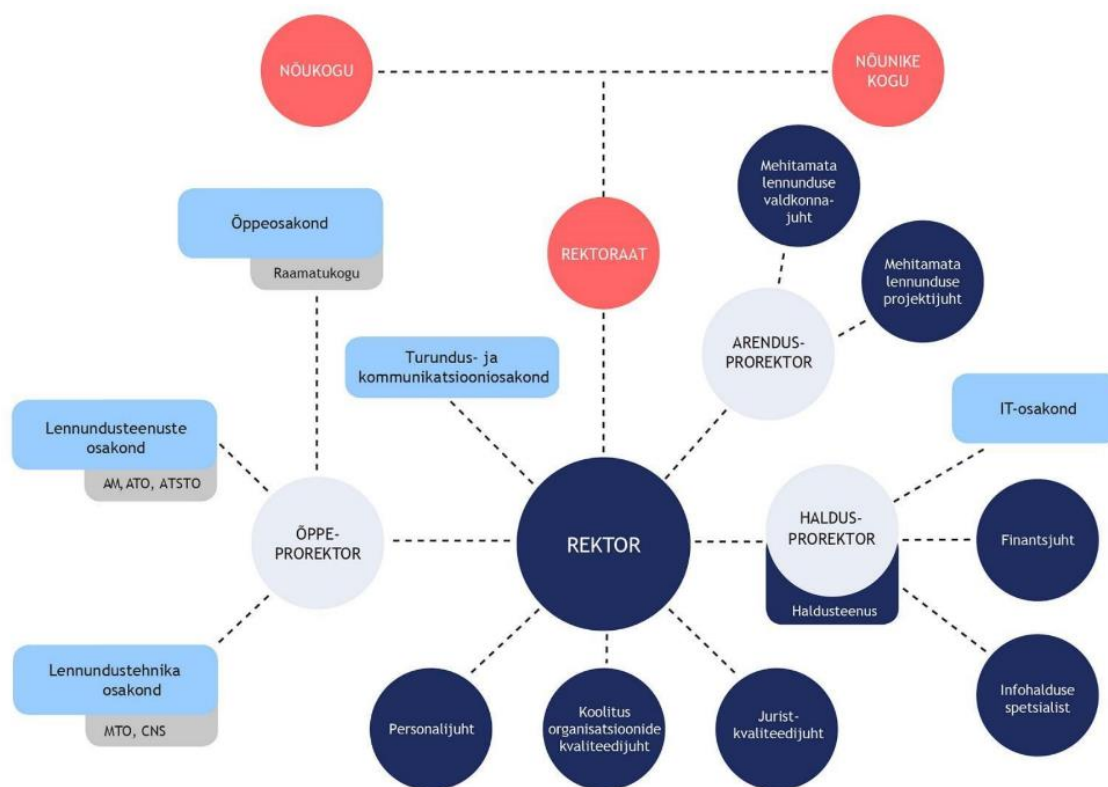 NÕUKOGU
NÕUNIKE
KOGU
Mehitamata
lennunduse
valdkonna-
juht
Õppeosakond
Raamatukogu
REKTORAAT
Mehitamata
lennunduse
projektijuht
ARENDUS-
PROREKTOR
Turundus- ja
kommunikatsiooniosakond
IT-osakond
Lennundusteenuste
osakond
AM, ATO, ATSTO
ÕPPE-
PROREKTOR
REKTOR
HALDUS-
PROREKTOR
Haldusteenus
Finantsjuht
Lennundustehnika
osakond
MTO, CNS
Personalijuht
Koolitus
organisatsioonide
kvaliteedijuht
Jurist-
kvaliteedijuht
Infohalduse
spetsialist